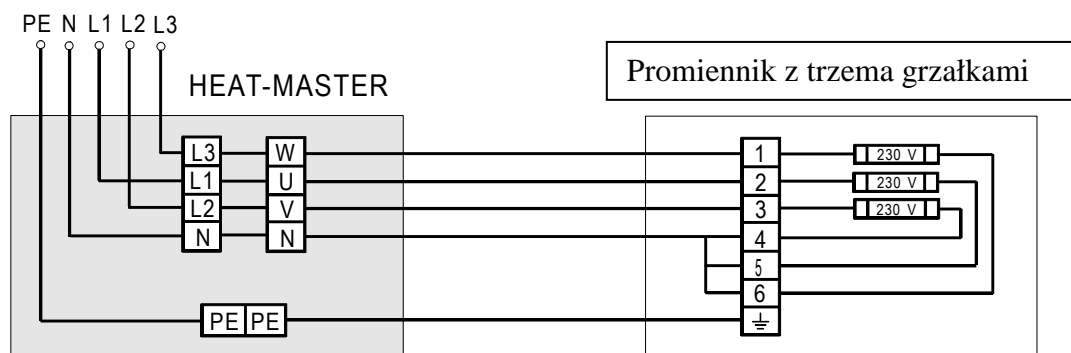 PE N L1 L2 L3
HEAT-MASTER
Promiennik z trzema grzałkami
L3 W 1 230 V
L1 U 2 230 V
L2 V 3 230 V
N N 4
5
6
PE PE